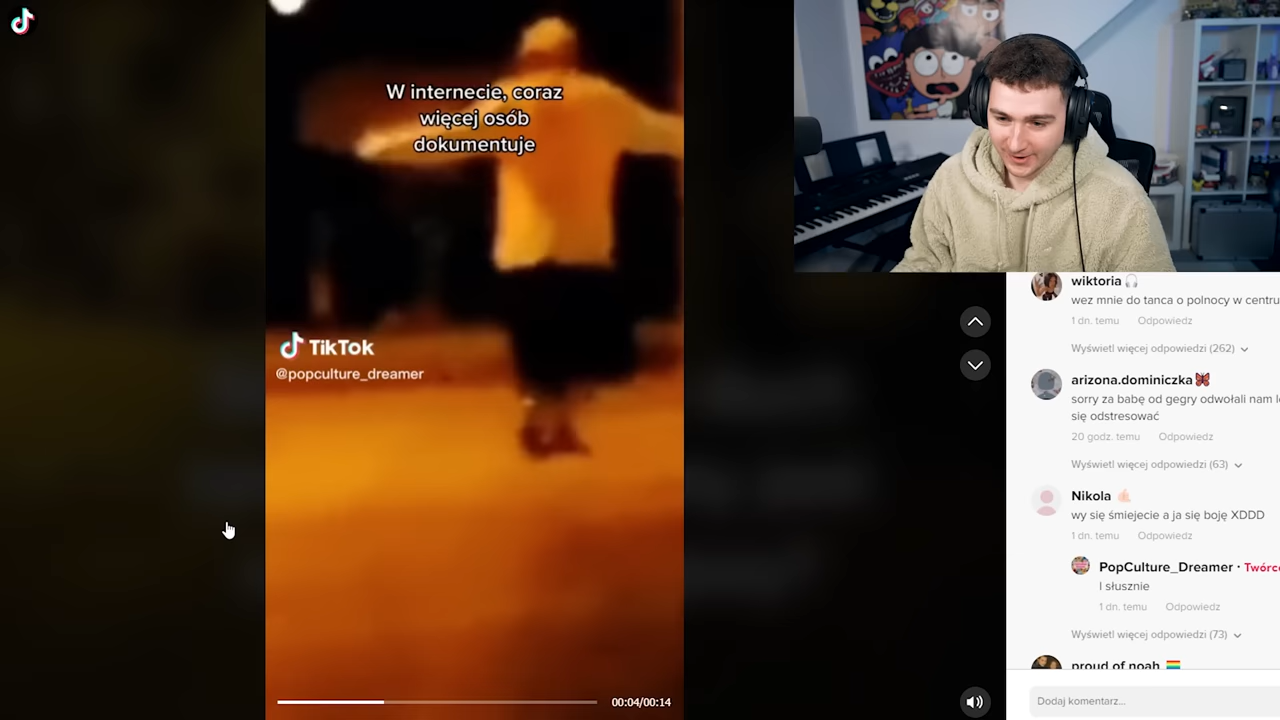 W internecie, coraz
więcej osób
dokumentuje
TikTok
@popculture_dreamer
00:04/00:14
wiktoria
wez mnie do tanca o polnocy w centru
1 dn. temu Odpowiedz
Wyświetl więcej odpowiedzi (262)
arizona.dominiczka
sorry za babę od gegry odwołali nam
się odstresować
20 godz. temu Odpowiedz
Wyświetl więcej odpowiedzi (63)
Nikola
wy się śmiejecie a ja się boję XDDD
1 dn. temu Odpowiedz
PopCulture_Dreamer · Twórc
I słusznie
1 dn. temu Odpowiedz
Wyświetl więcej odpowiedzi (73)
proud of noah
Dodaj komentarz...